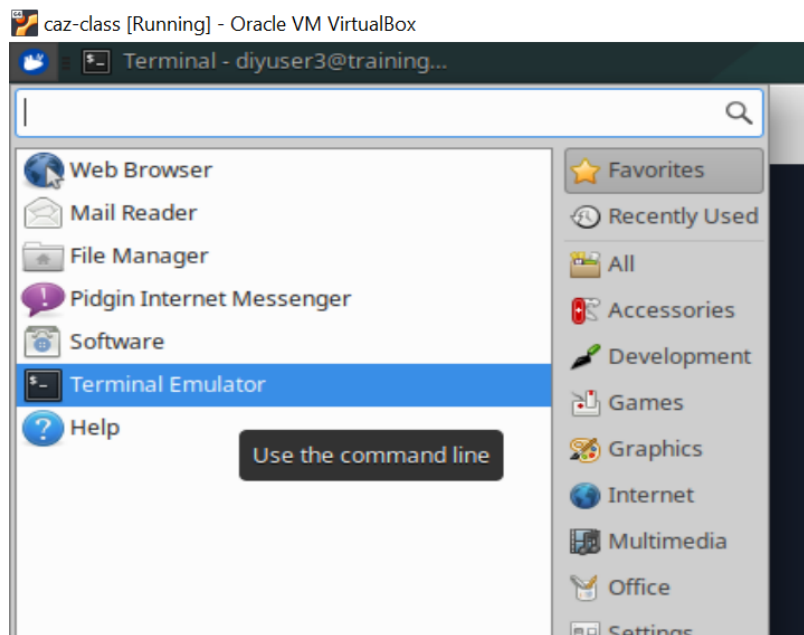 caz-class [Running] - Oracle VM VirtualBox
Terminal - diyuser3@training...
Web Browser
Mail Reader
File Manager
Pidgin Internet Messenger
Software
Terminal Emulator
Help
Use the command line
Favorites
Recently Used
All
Accessories
Development
Games
Graphics
Internet
Multimedia
Office
Settings